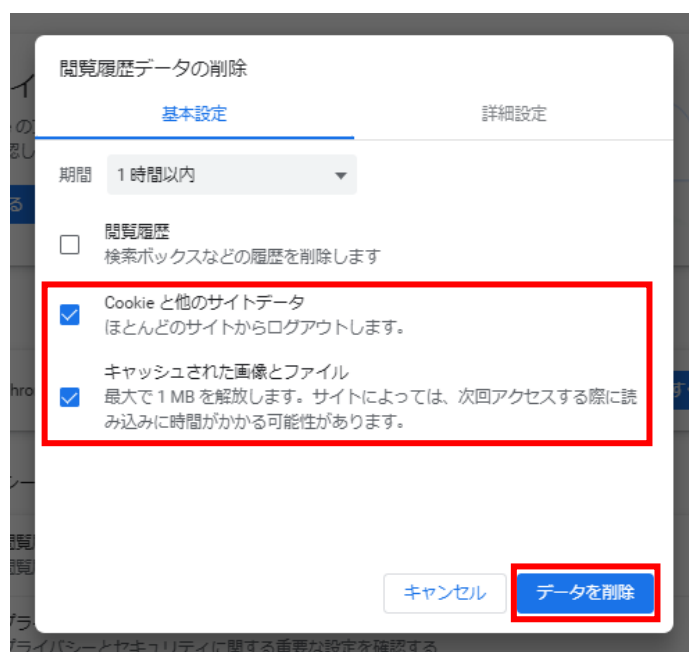 閲覧履歴データの削除
基本設定
詳細設定
期間 1 時間以内
閲覧履歴
検索ボックスなどの履歴を削除します
Cookie と他のサイトデータ
ほとんどのサイトからログアウトします。
キャッシュされた画像とファイル
最大で 1 MB を解放します。サイトによっては、次回アクセスする際に読
み込みに時間がかかる可能性があります。
キャンセル
データを削除
プライバシーとセキュリティに関する重要な設定を確認する